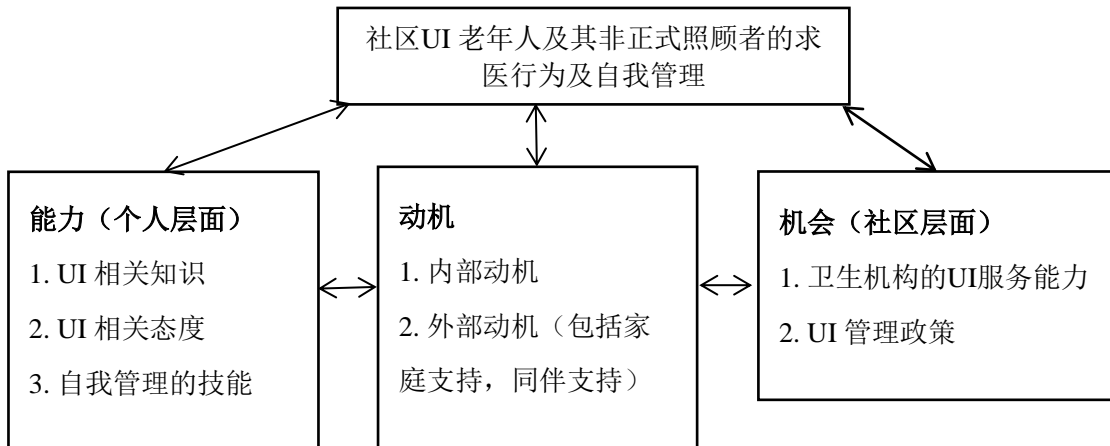 社区UI 老年人及其非正式照顾者的求
医行为及自我管理
能力（个人层面）
1. UI 相关知识
2. UI 相关态度
3. 自我管理的技能
动机
1. 内部动机
2. 外部动机（包括家
庭支持，同伴支持）
机会（社区层面）
1. 卫生机构的UI服务能力
2. UI 管理政策